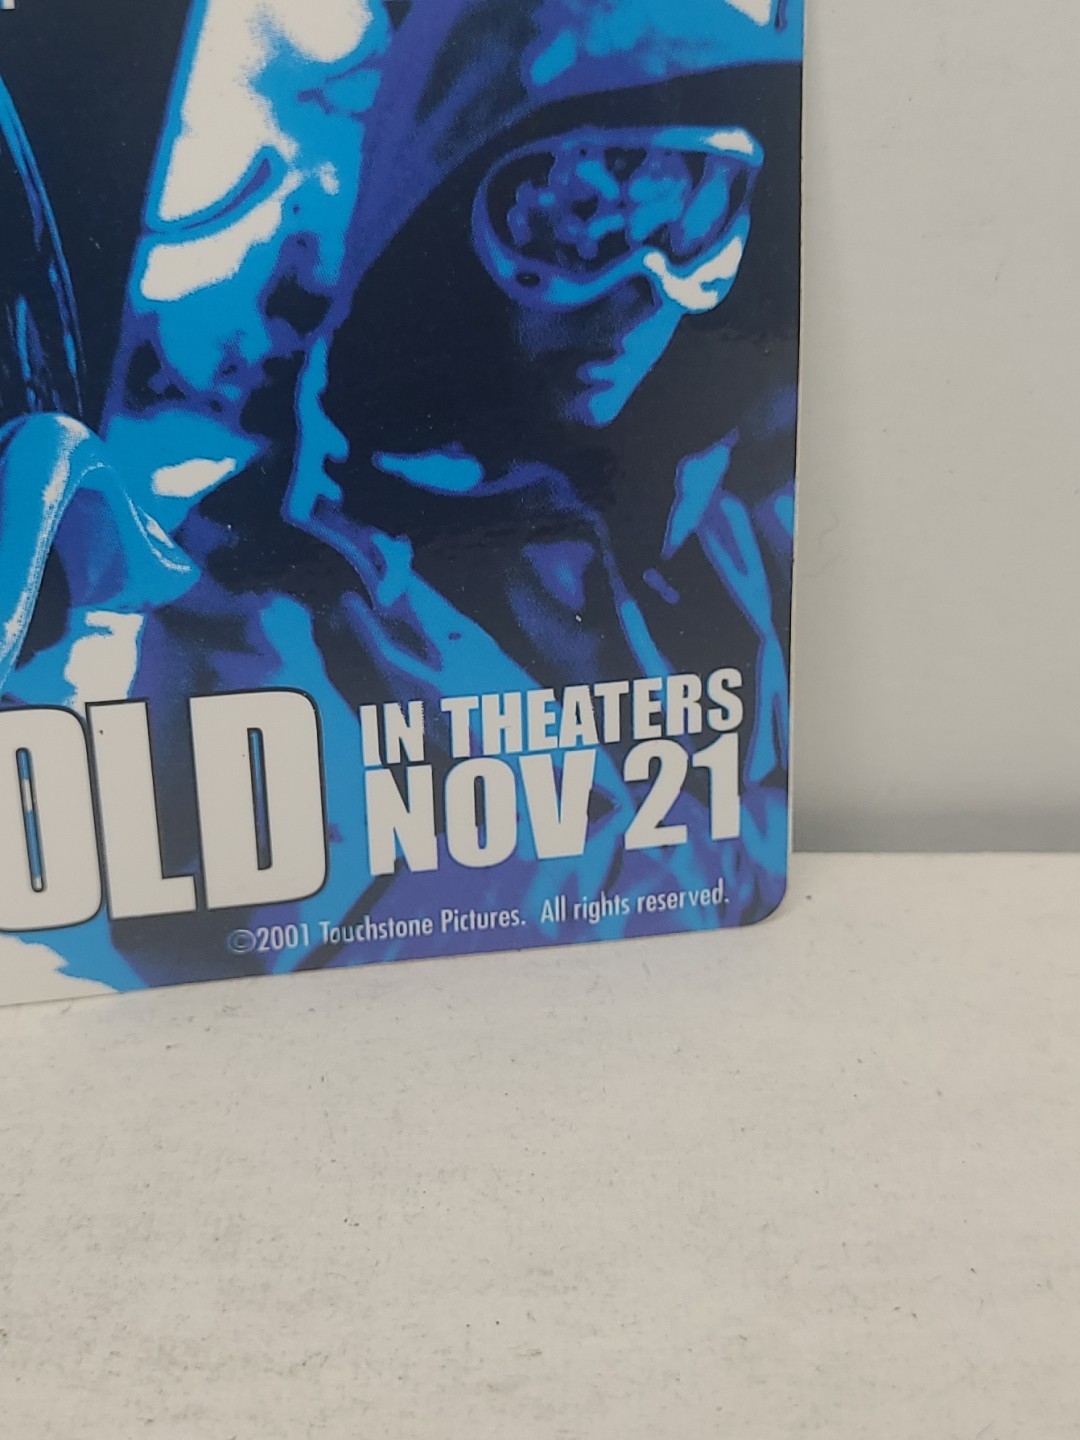 OLD
IN THEATERS
NOV 21
©2001 Touchstone Pictures. All rights reserved.